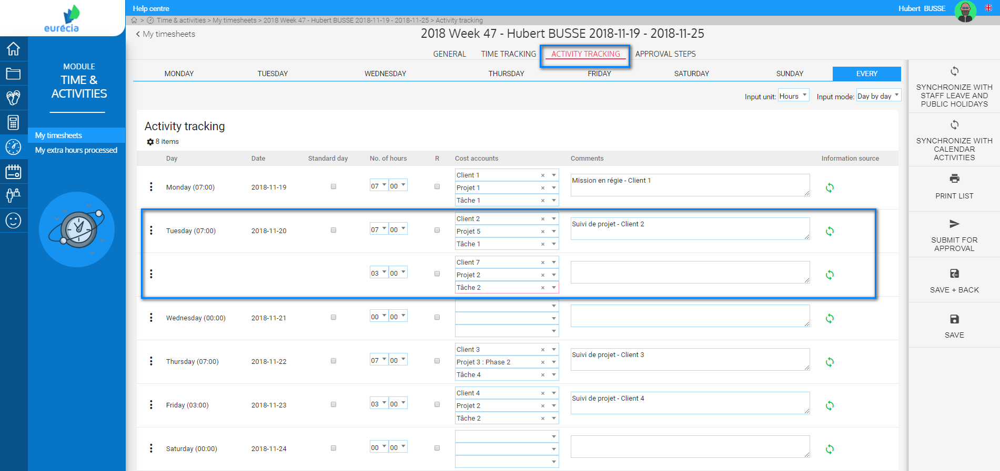 eurécia
Help centre
Hubert BUSSE
> Time & activities > My timesheets > 2018 Week 47 - Hubert BUSSE 2018-11-19 - 2018-11-25 > Activity tracking
My timesheets
2018 Week 47 - Hubert BUSSE 2018-11-19 - 2018-11-25
GENERAL TIME TRACKING ACTIVITY TRACKING APPROVAL STEPS
MODULE
TIME &
ACTIVITIES
My timesheets
My extra hours processed
MONDAY TUESDAY WEDNESDAY THURSDAY FRIDAY SATURDAY SUNDAY EVERY
Input unit: Hours Input mode: Day by day
Activity tracking
8 items
Day Date Standard day No. of hours R Cost accounts Comments Information source
Monday (07:00) 2018-11-19 07 00 Client 1 × Mission en régie - Client 1
Projet 1 ×
Tâche 1 ×
Tuesday (07:00) 2018-11-20 07 00 Client 2 × Suivi de projet - Client 2
Projet 5 ×
Tâche 1 ×
03 00 Client 7 ×
Projet 2 ×
Tâche 2 ×
Wednesday (00:00) 2018-11-21 00 00
Thursday (07:00) 2018-11-22 07 00 Client 3 × Suivi de projet - Client 3
Projet 3 : Phase 2 ×
Tâche 4 ×
Friday (03:00) 2018-11-23 03 00 Client 4 × Suivi de projet - Client 4
Projet 2 ×
Tâche 2 ×
Saturday (00:00) 2018-11-24 00 00
SYNCHRONIZE WITH
STAFF LEAVE AND
PUBLIC HOLIDAYS
SYNCHRONIZE WITH
CALENDAR
ACTIVITIES
PRINT LIST
SUBMIT FOR
APPROVAL
SAVE + BACK
SAVE